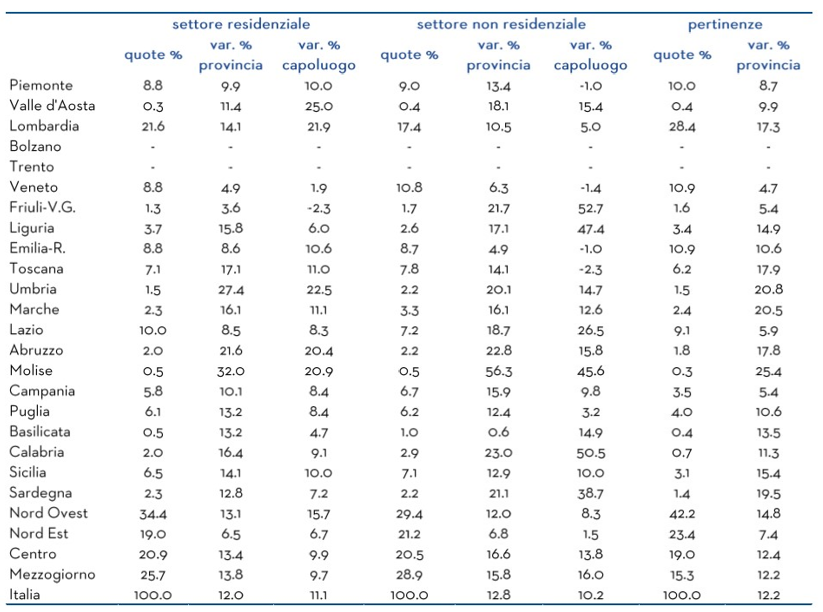 settore residenziale settore non residenziale pertinenze
quote % var. % provincia var. % capoluogo quote % var. % provincia var. % capoluogo quote % var. % provincia
Piemonte 8.8 9.9 10.0 9.0 13.4 -1.0 10.0 8.7
Valle d'Aosta 0.3 11.4 25.0 0.4 18.1 15.4 0.4 9.9
Lombardia 21.6 14.1 21.9 17.4 10.5 5.0 28.4 17.3
Bolzano - - - - - - - -
Trento - - - - - - - -
Veneto 8.8 4.9 1.9 10.8 6.3 -1.4 10.9 4.7
Friuli-V.G. 1.3 3.6 -2.3 1.7 21.7 52.7 1.6 5.4
Liguria 3.7 15.8 6.0 2.6 17.1 47.4 3.4 14.9
Emilia-R. 8.8 8.6 10.6 8.7 4.9 -1.0 10.9 10.6
Toscana 7.1 17.1 11.0 7.8 14.1 -2.3 6.2 17.9
Umbria 1.5 27.4 22.5 2.2 20.1 14.7 1.5 20.8
Marche 2.3 16.1 11.1 3.3 16.1 12.6 2.4 20.5
Lazio 10.0 8.5 8.3 7.2 18.7 26.5 9.1 5.9
Abruzzo 2.0 21.6 20.4 2.2 22.8 15.8 1.8 17.8
Molise 0.5 32.0 20.9 0.5 56.3 45.6 0.3 25.4
Campania 5.8 10.1 8.4 6.7 15.9 9.8 3.5 5.4
Puglia 6.1 13.2 8.4 6.2 12.4 3.2 4.0 10.6
Basilicata 0.5 13.2 4.7 1.0 0.6 14.9 0.4 13.5
Calabria 2.0 16.4 9.1 2.9 23.0 50.5 0.7 11.3
Sicilia 6.5 14.1 10.0 7.1 12.9 10.0 3.1 15.4
Sardegna 2.3 12.8 7.2 2.2 21.1 38.7 1.4 19.5
Nord Ovest 34.4 13.1 15.7 29.4 12.0 8.3 42.2 14.8
Nord Est 19.0 6.5 6.7 21.2 6.8 1.5 23.4 7.4
Centro 20.9 13.4 9.9 20.5 16.6 13.8 19.0 12.4
Mezzogiorno 25.7 13.8 9.7 28.9 15.8 16.0 15.3 12.2
Italia 100.0 12.0 11.1 100.0 12.8 10.2 100.0 12.2